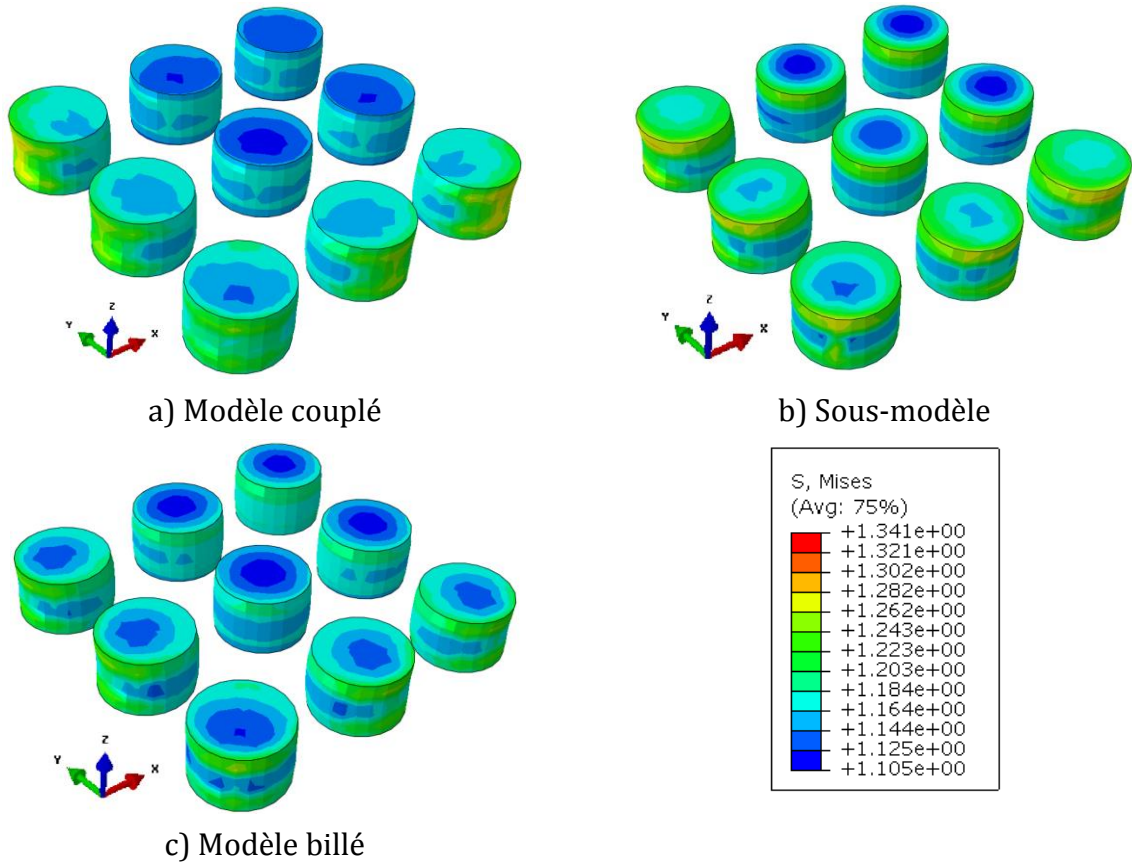 Z
Y
X
Z
Y
X
a) Modèle couplé
b) Sous-modèle
Z
Y
X
S, Mises
(Avg: 75%)
+1.341e+00
+1.321e+00
+1.302e+00
+1.282e+00
+1.262e+00
+1.243e+00
+1.223e+00
+1.203e+00
+1.184e+00
+1.164e+00
+1.144e+00
+1.125e+00
+1.105e+00
c) Modèle billé